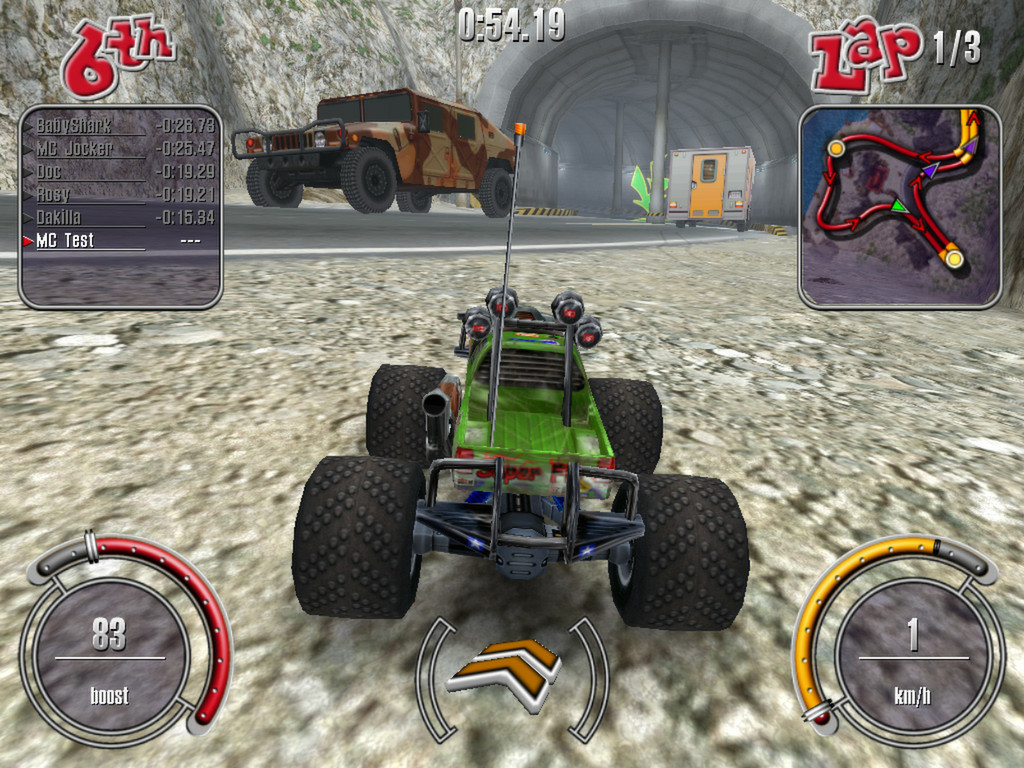 6th
0:54.19
Lap 1/3
BabyShark -0:26.73
MC Jocker -0:25.47
Doc -0:19.29
Rosy -0:19.21
Dakilla -0:15.34
MC Test ---
Super
83
boost
1
km/h